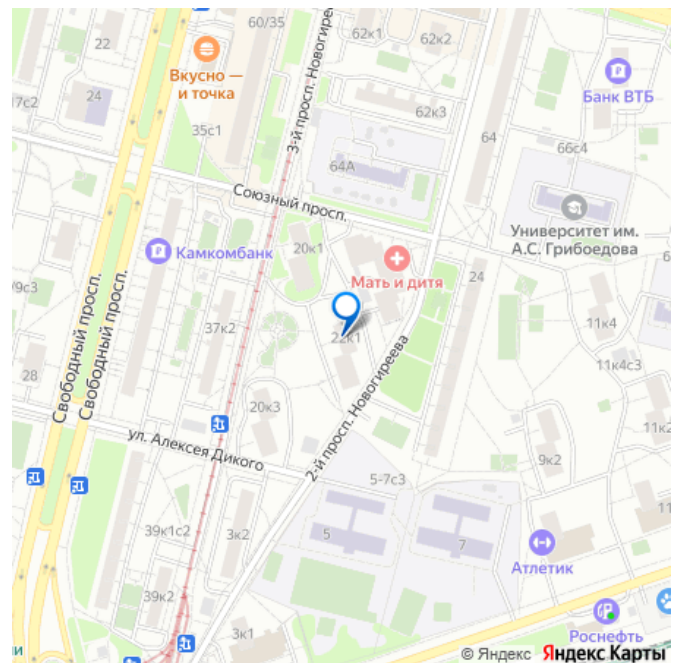 60/35
62к1
62к2
22
Вкусно —
и точка
3-й просп. Новогирее
Банк ВТБ
24
62к3
35с1
64
66с4
64А
Союзный просп.
Университет им.
А.С. Грибоедова
20к1
Камкомбанк
Мать и дитя
24
Свободный просп.
Свободный просп.
37к2
22к1
11к4
11к4с3
28
2-й просп. Новогиреева
20к3
ул. Алексея Дикого
11к2
9к2
5-7с3
39к1с2
3к2
5
7
Атлетик
39к2
3к1
Роснефть
© Яндекс Яндекс Карты